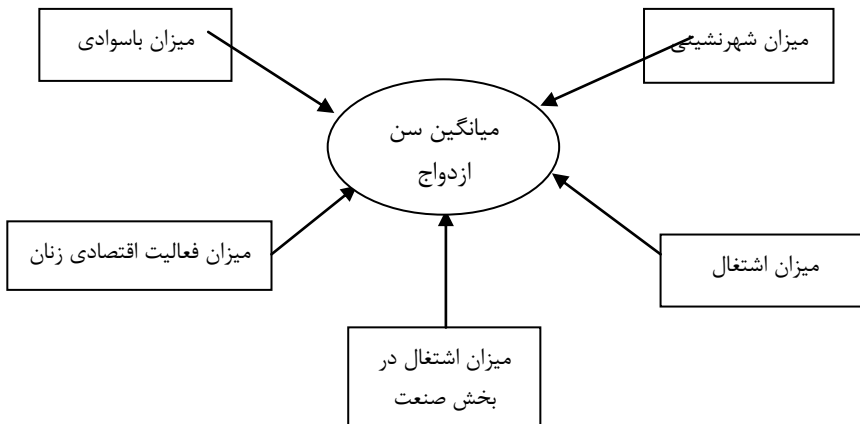 میزان شهرنشینی
میزان باسوادی
میانگین سن
ازدواج
میزان اشتغال
میزان فعالیت اقتصادی زنان
میزان اشتغال در
بخش صنعت